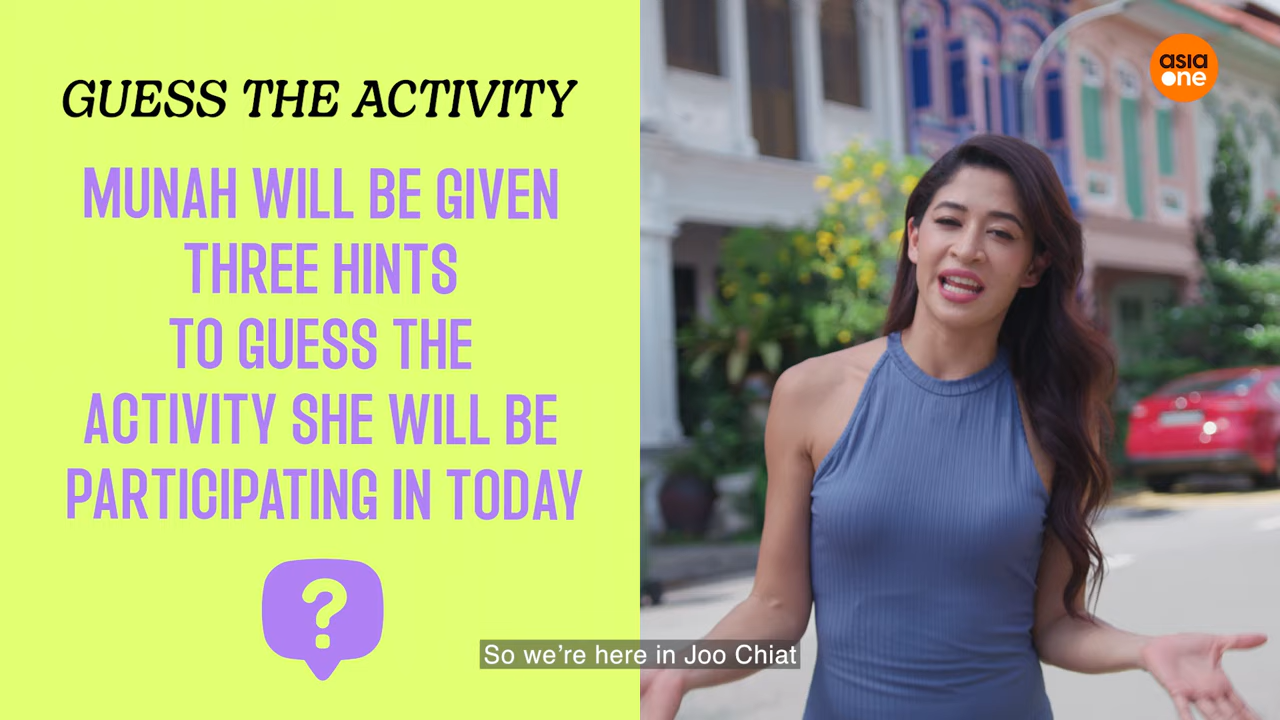 GUESS THE ACTIVITY
MUNAH WILL BE GIVEN
THREE HINTS
TO GUESS THE
ACTIVITY SHE WILL BE
PARTICIPATING IN TODAY
?
asia
one
So we're here in Joo Chiat